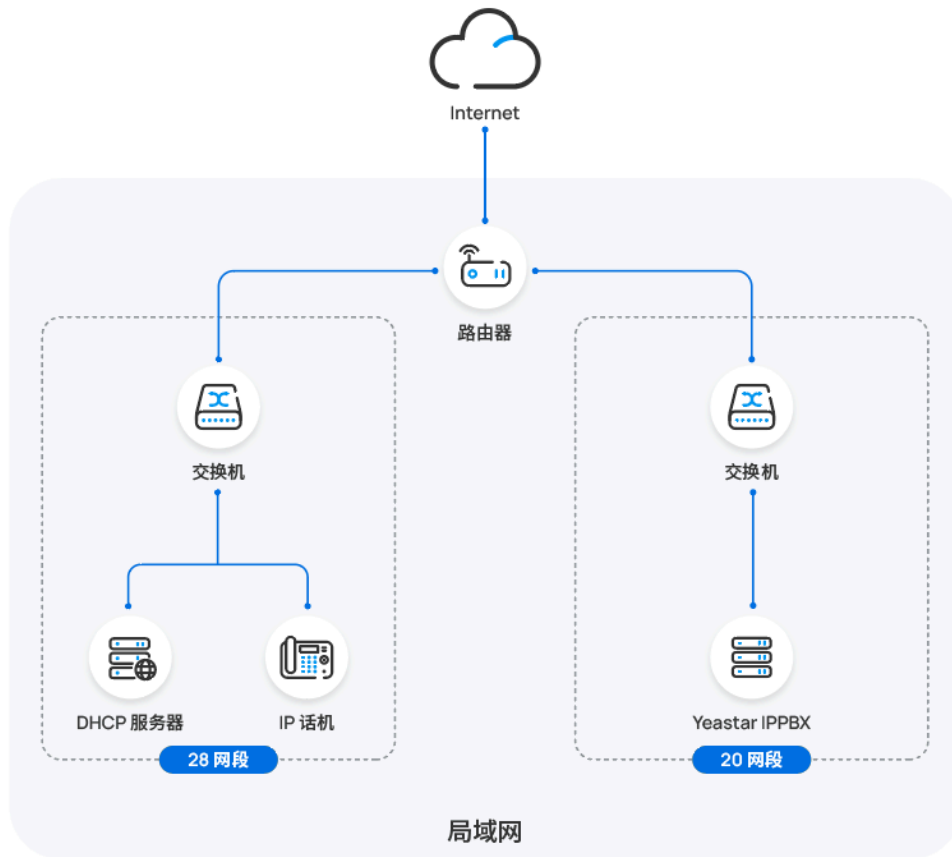 Internet
路由器
交换机
交换机
DHCP 服务器
IP 话机
Yeastar IPPBX
28 网段
20 网段
局域网